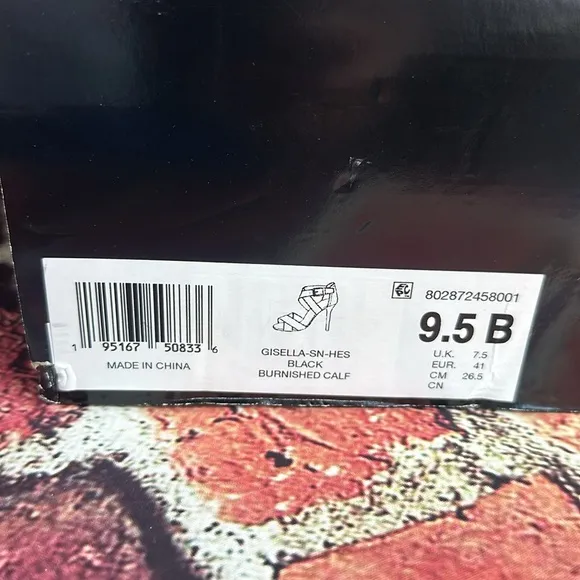 802872458001
9.5 B
1 95167 50833 6
MADE IN CHINA
GISELLA-SN-HES
BLACK
BURNISHED CALF
U.K. 7.5
EUR. 41
CM 26.5
CN